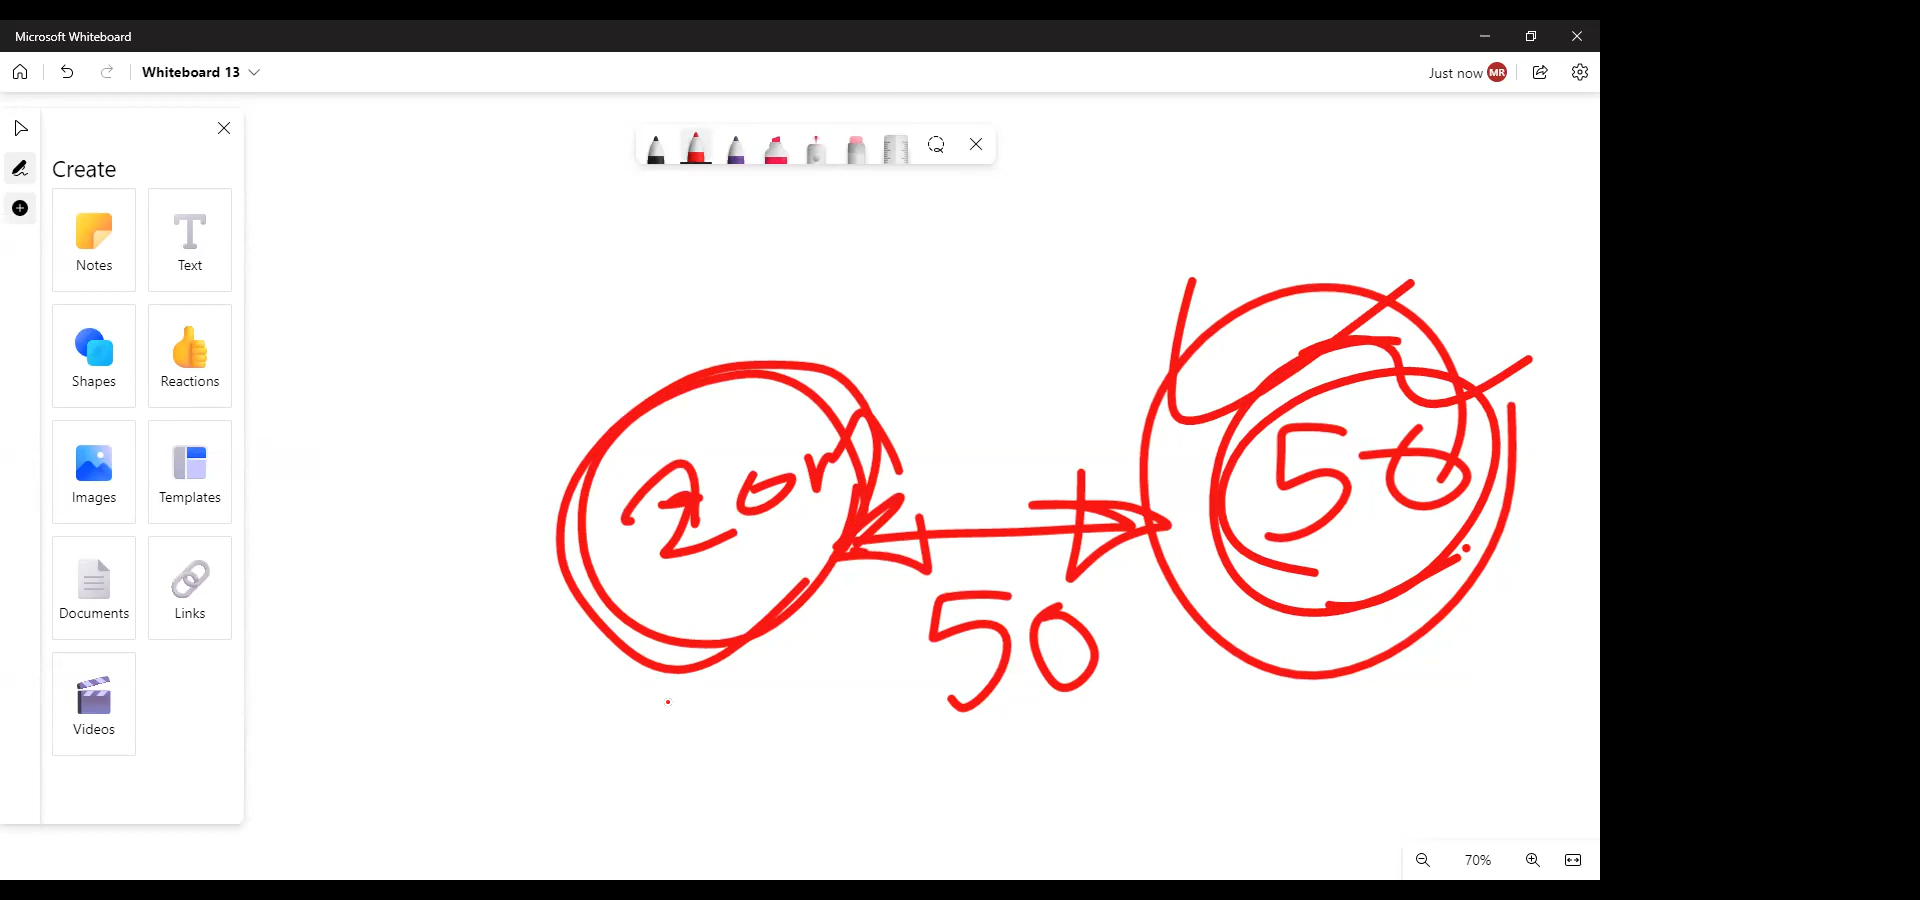 Microsoft Whiteboard
Whiteboard 13
Just now MR
Create
Notes
Text
Shapes
Reactions
Images
Templates
Documents
Links
Videos
50
50
70%